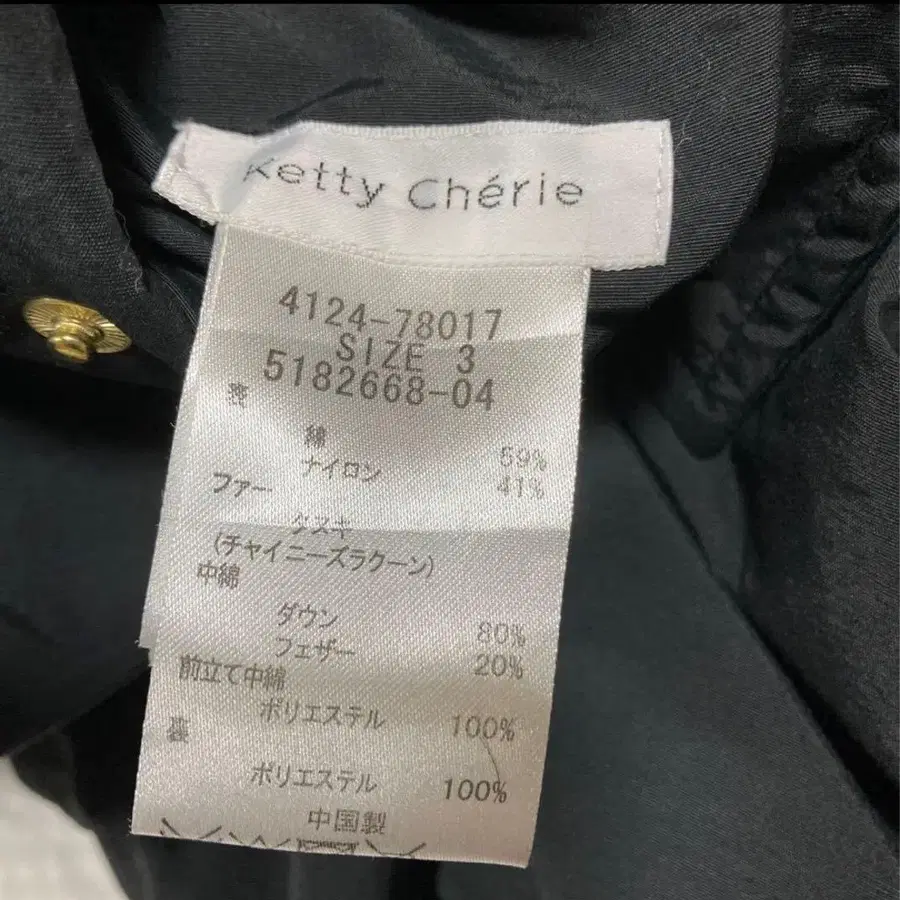 Ketty Chérie
4124-78017
SIZE 3
5182668-04
表
綿 59%
ナイロン 41%
ファー
タヌキ
(チャイニーズラクーン)
中綿
ダウン 80%
フェザー 20%
前立て中綿
ポリエステル 100%
裏
ポリエステル 100%
中国製